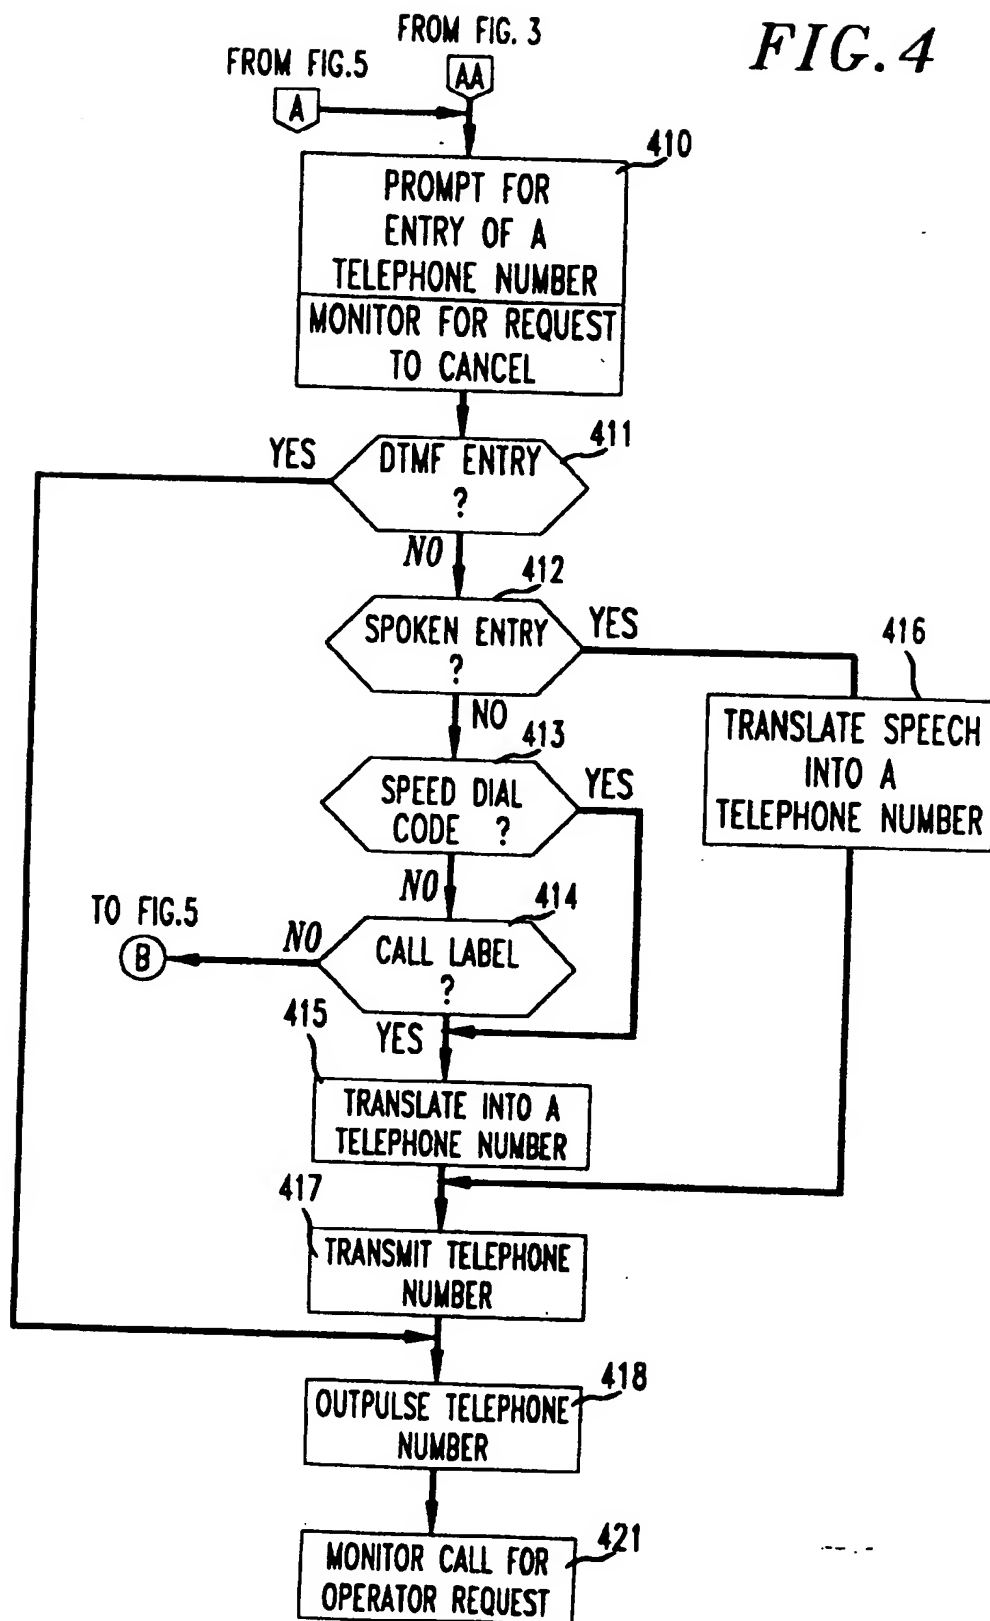 FROM FIG. 3
FIG. 4
FROM FIG.5
AA
A
410
PROMPT FOR
ENTRY OF A
TELEPHONE NUMBER
MONITOR FOR REQUEST
TO CANCEL
YES
DTMF ENTRY
?
411
NO
412
SPOKEN ENTRY
?
YES
416
NO
TRANSLATE SPEECH
INTO A
TELEPHONE NUMBER
413
SPEED DIAL
CODE ?
YES
NO
414
TO FIG.5
B
NO
CALL LABEL
?
415
YES
TRANSLATE INTO A
TELEPHONE NUMBER
417
TRANSMIT TELEPHONE
NUMBER
418
OUTPULSE TELEPHONE
NUMBER
421
MONITOR CALL FOR
OPERATOR REQUEST